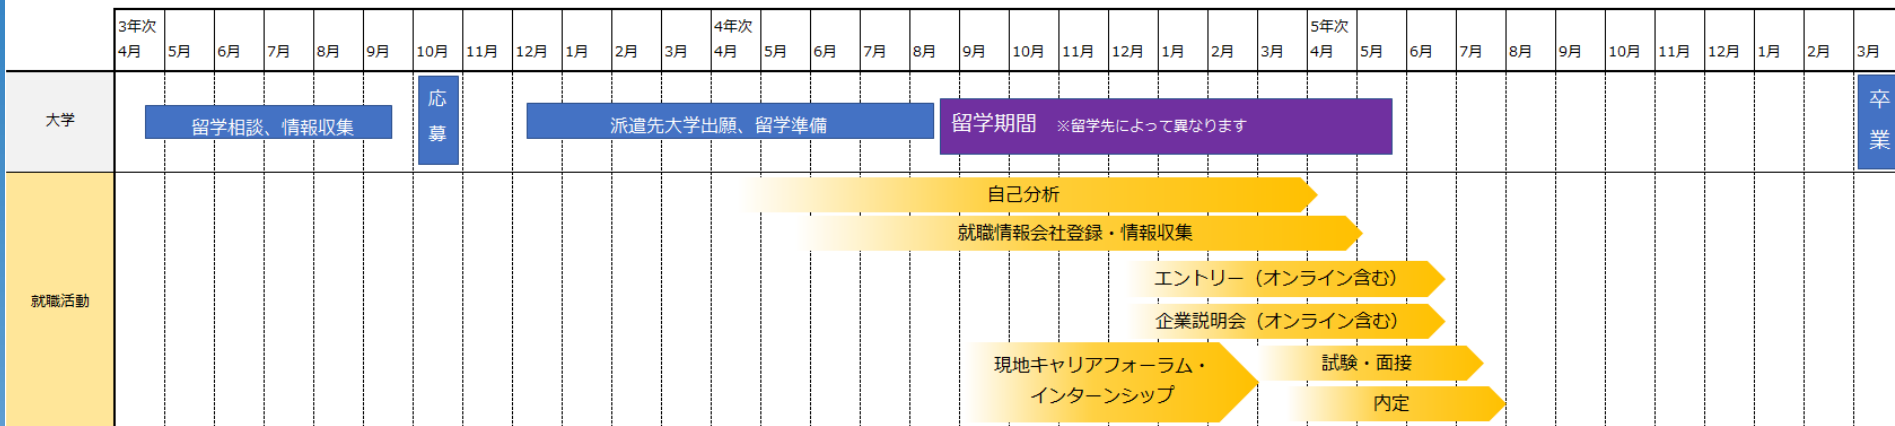 3年次 4年次 5年次
4月 5月 6月 7月 8月 9月 10月 11月 12月 1月 2月 3月 4月 5月 6月 7月 8月 9月 10月 11月 12月 1月 2月 3月 4月 5月 6月 7月 8月 9月 10月 11月 12月 1月 2月 3月
大学
留学相談、情報収集
応
募
派遣先大学出願、留学準備
留学期間 ※留学先によって異なります
卒
業
就職活動
自己分析
就職情報会社登録・情報収集
エントリー（オンライン含む）
企業説明会（オンライン含む）
現地キャリアフォーラム・
インターンシップ
試験・面接
内定